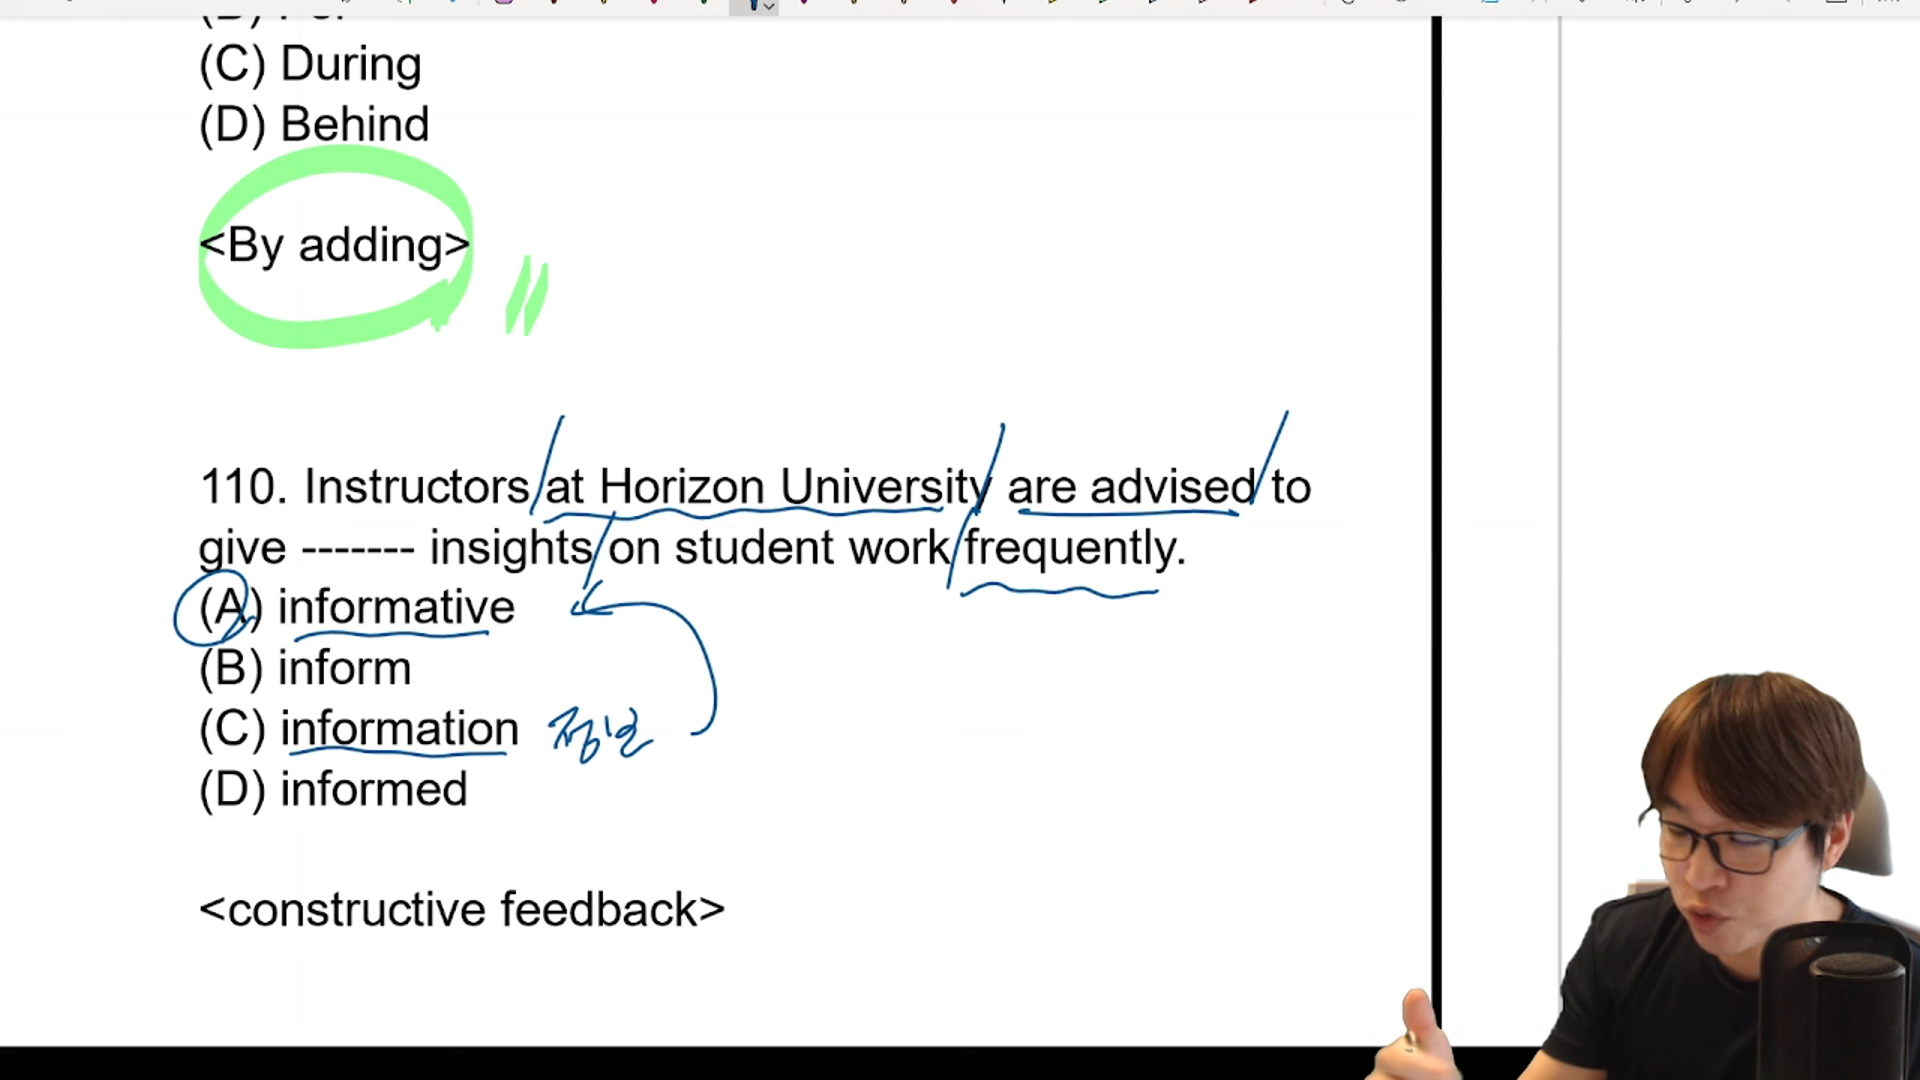 (C) During
(D) Behind
<By adding>
110. Instructors at Horizon University are advised to
give ------- insights on student work frequently.
(A) informative
(B) inform
(C) information 정보
(D) informed
<constructive feedback>